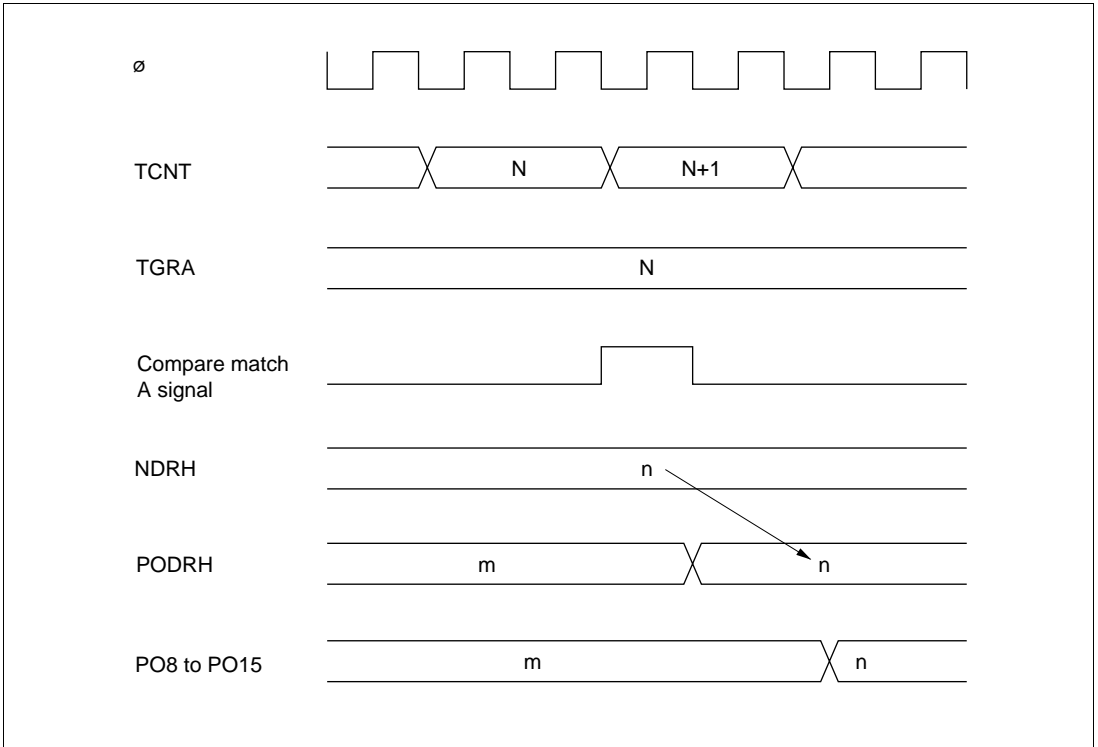 ø
TCNT
N
N+1
TGRA
N
Compare match
A signal
NDRH
n
PODRH
m
n
PO8 to PO15
m
n